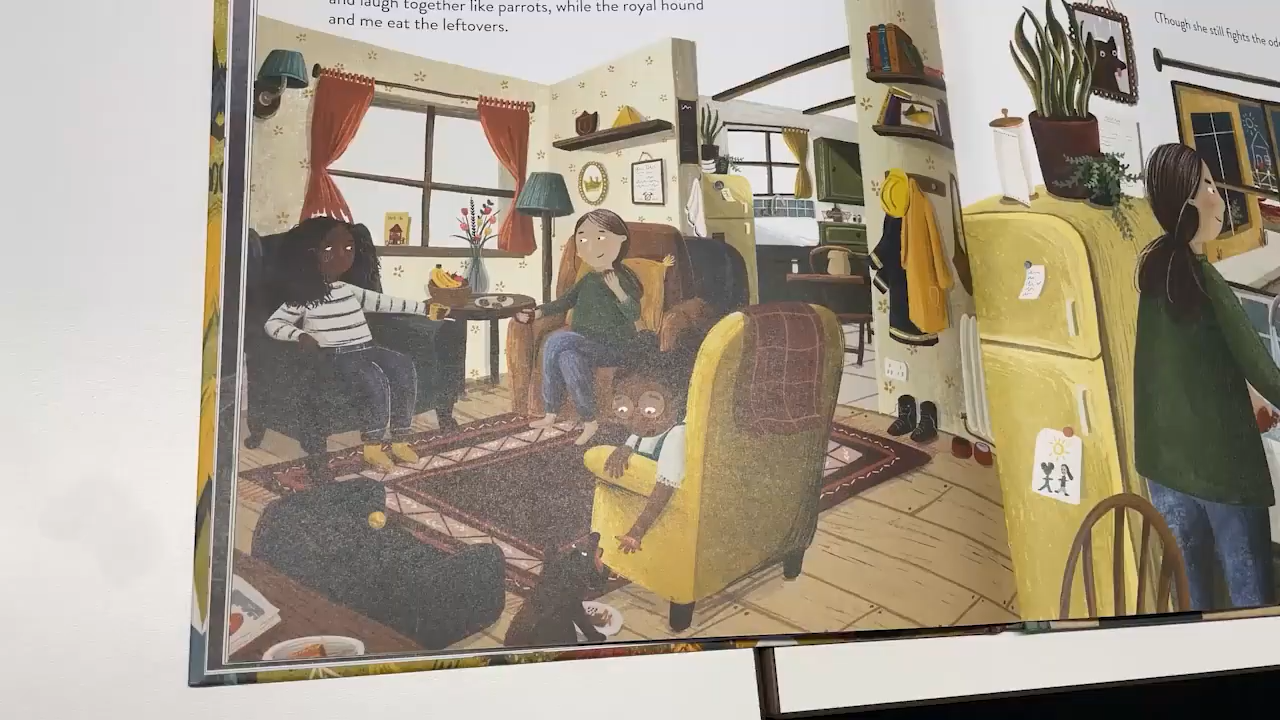 and laugh together like parrots, while the royal hound
and me eat the leftovers.
(Though she still fights the